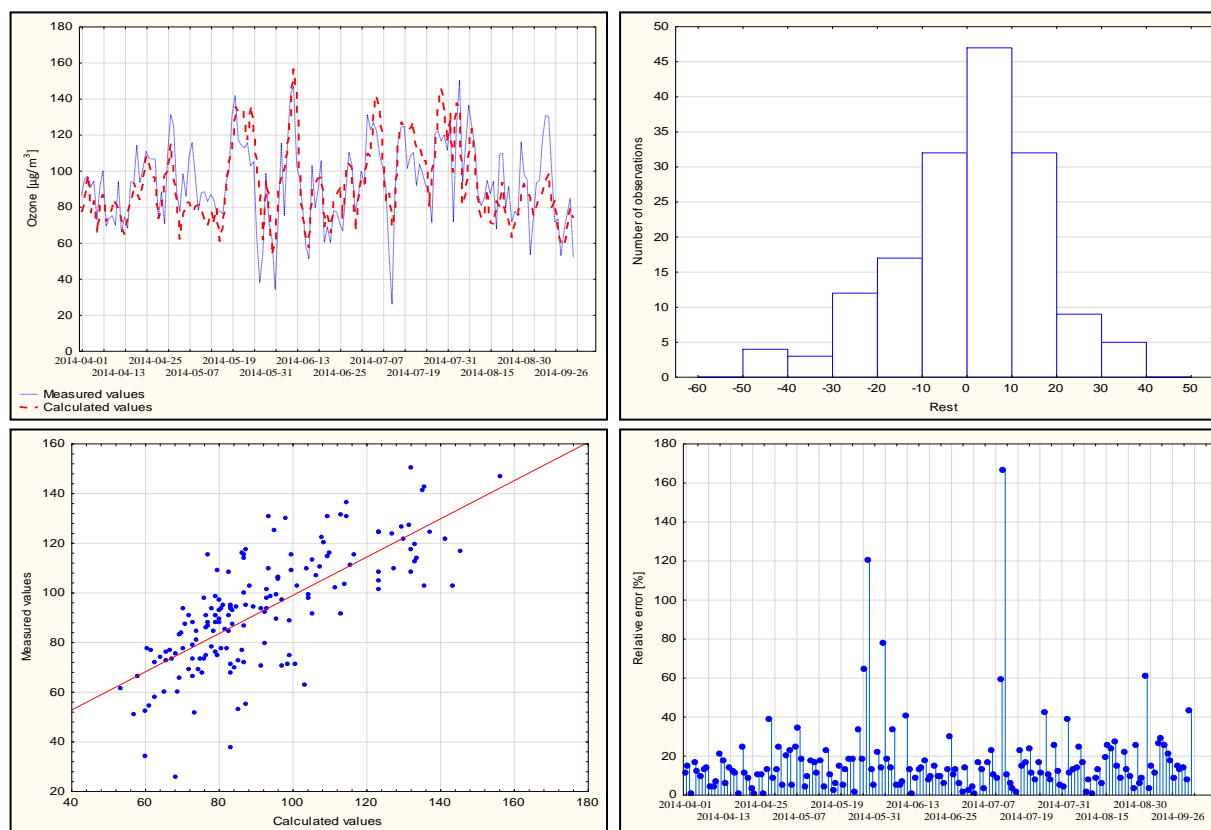 180
160
140
120
100
80
60
40
20
0
Ozone [µg/m³]
2014-04-01 2014-04-25 2014-05-19 2014-06-13 2014-07-07 2014-07-31 2014-08-30
2014-04-13 2014-05-07 2014-05-31 2014-06-25 2014-07-19 2014-08-15 2014-09-26
Measured values
Calculated values
50
45
40
35
30
25
20
15
10
5
0
Number of observations
-60 -50 -40 -30 -20 -10 0 10 20 30 40 50
Rest
160
140
120
100
80
60
40
20
Measured values
40 60 80 100 120 140 160 180
Calculated values
180
160
140
120
100
80
60
40
20
0
Relative error [%]
2014-04-01 2014-04-25 2014-05-19 2014-06-13 2014-07-07 2014-07-31 2014-08-30
2014-04-13 2014-05-07 2014-05-31 2014-06-25 2014-07-19 2014-08-15 2014-09-26